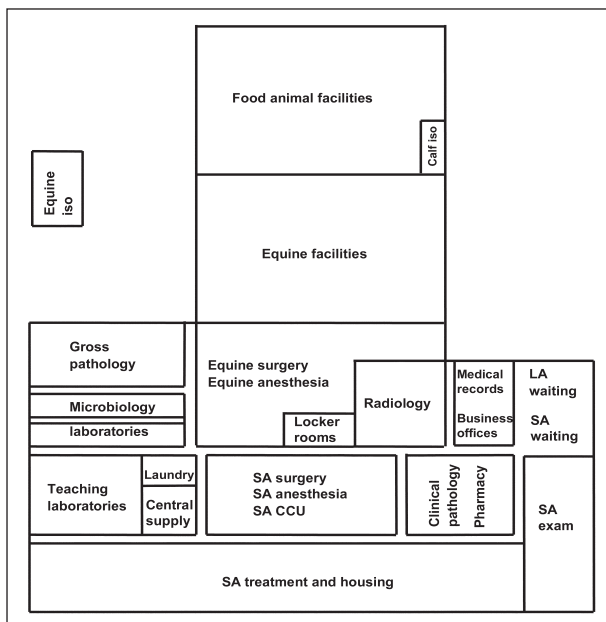 Food animal facilities
Calf iso
Equine
iso
Equine facilities
Gross
pathology
Equine surgery
Equine anesthesia
Radiology
Medical
records
Business
offices
LA
waiting
SA
waiting
Microbiology
laboratories
Locker
rooms
Teaching
laboratories
Laundry
Central
supply
SA surgery
SA anesthesia
SA CCU
Clinical
pathology
Pharmacy
SA
exam
SA treatment and housing